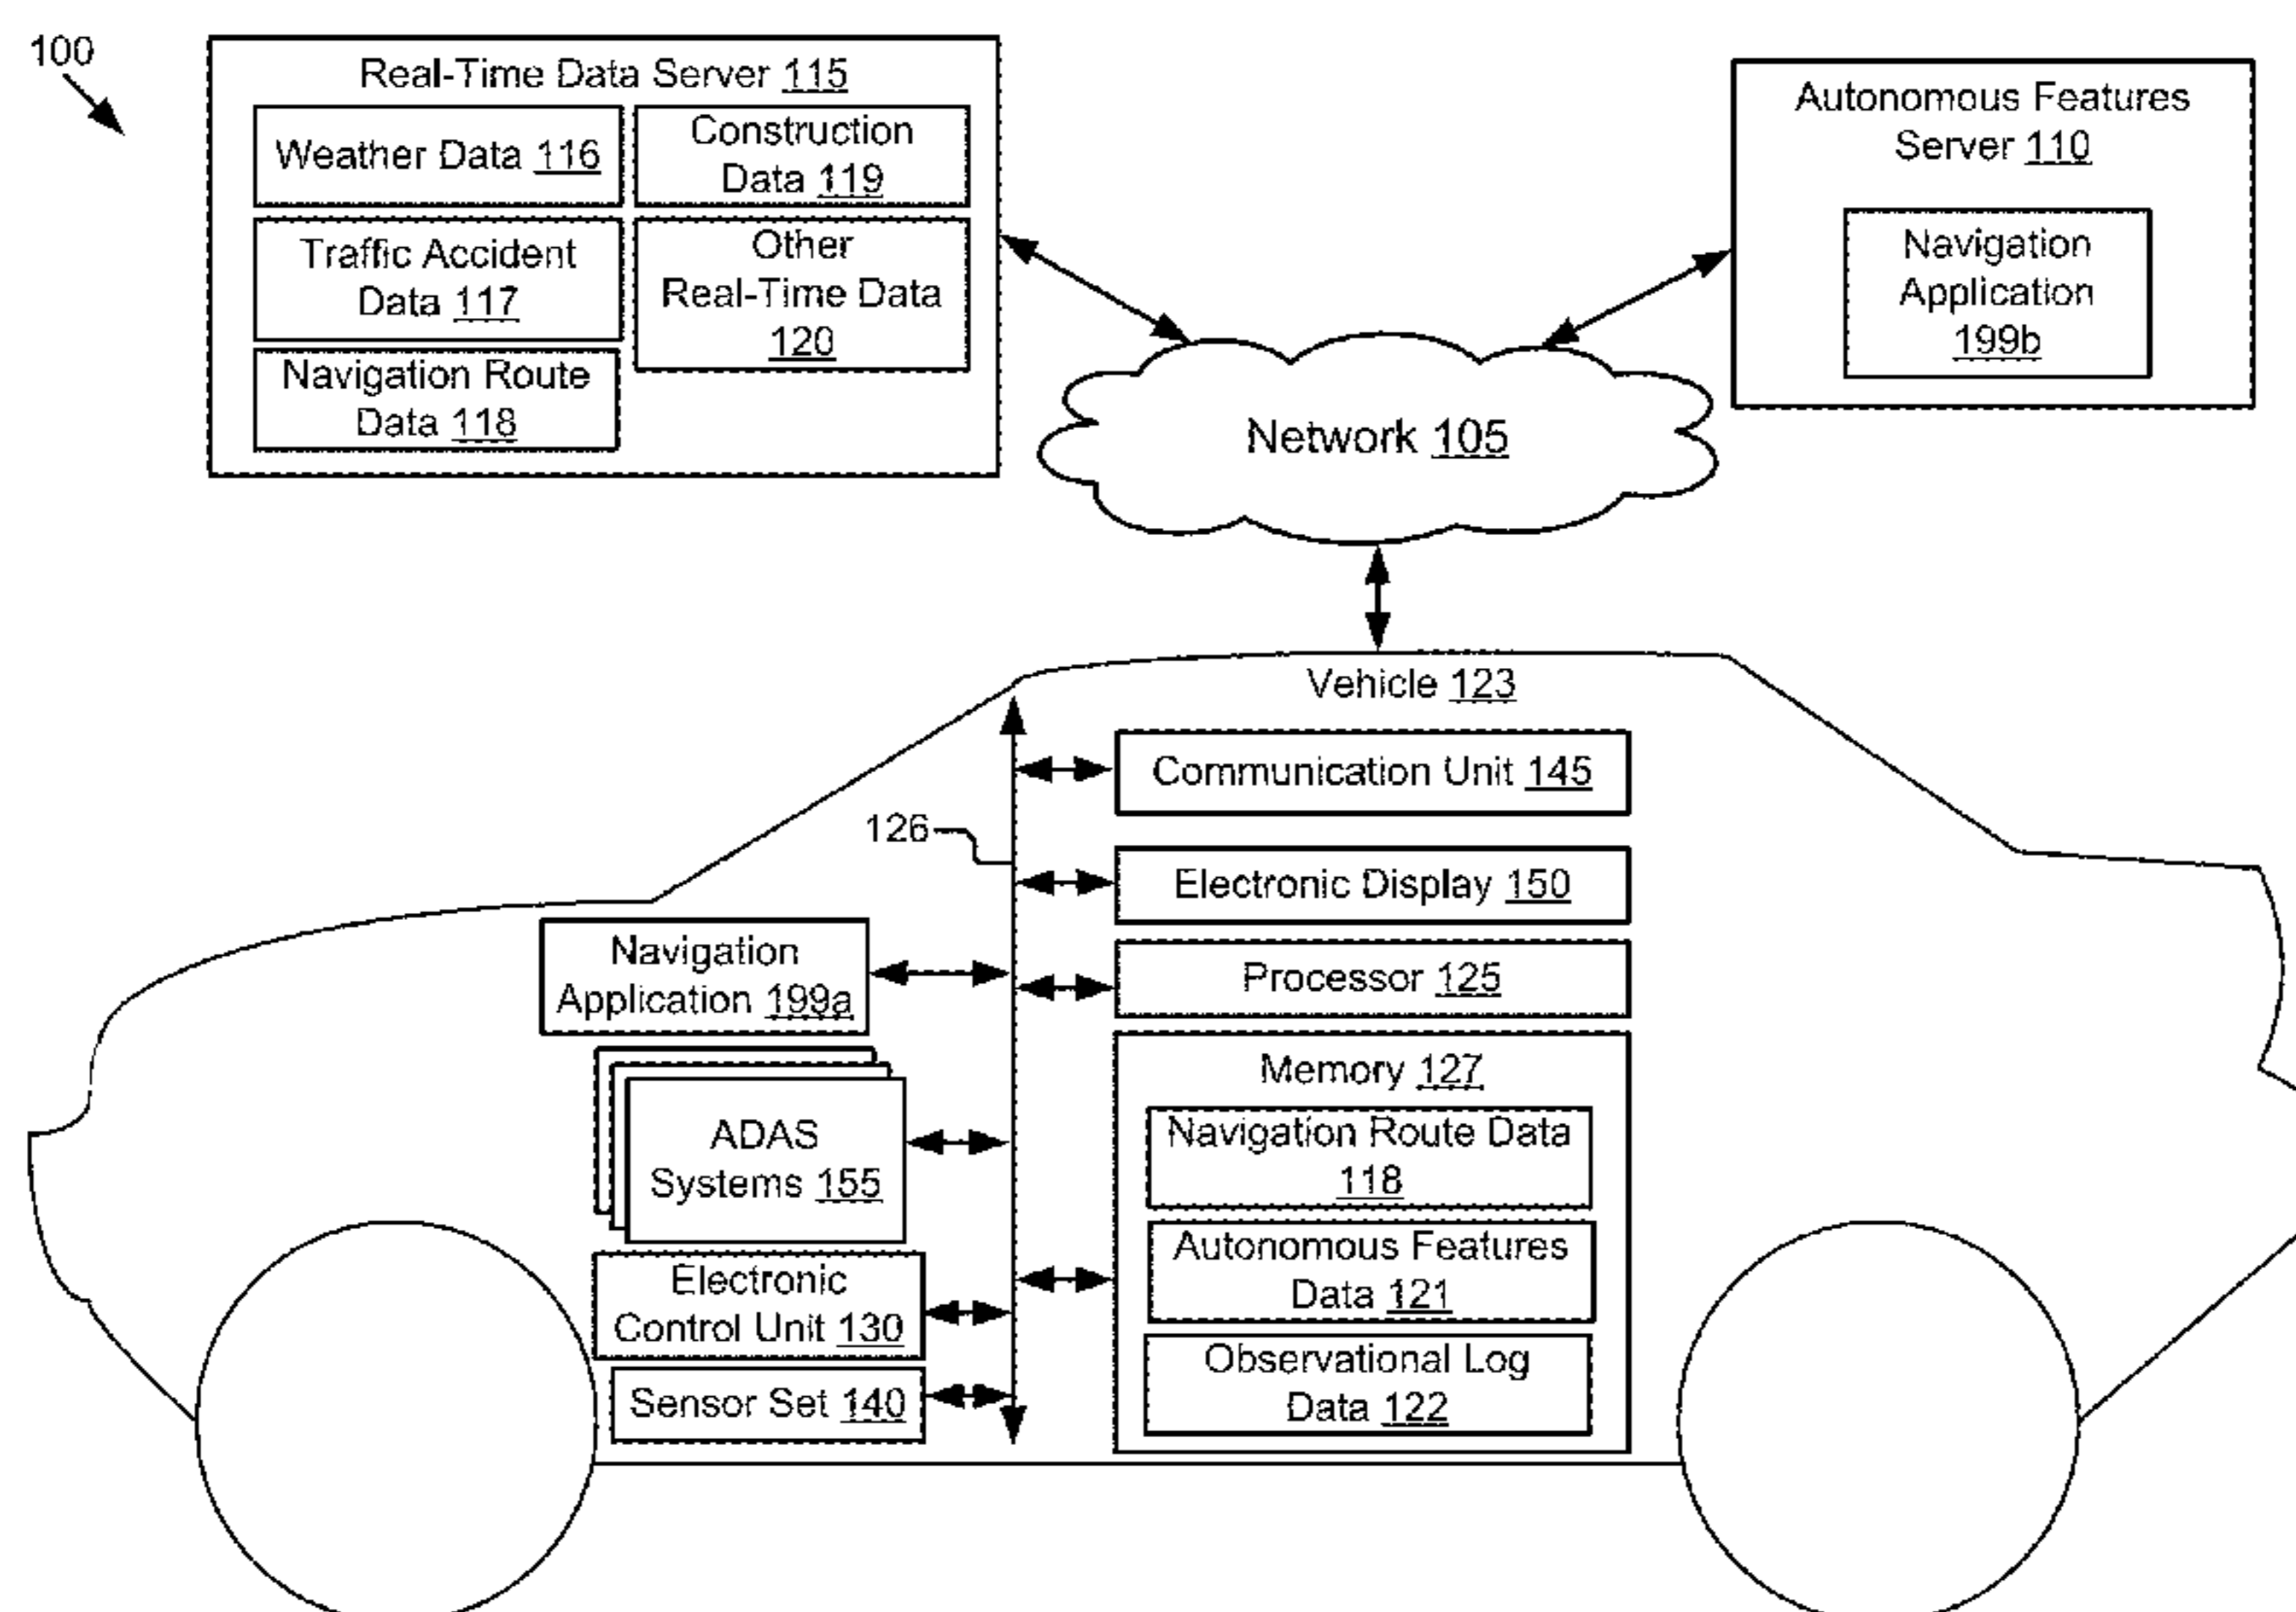 100
Real-Time Data Server 115
Weather Data 116
Construction
Data 119
Traffic Accident
Data 117
Other
Real-Time Data
120
Navigation Route
Data 118
Autonomous Features
Server 110
Navigation
Application
199b
Network 105
Vehicle 123
Communication Unit 145
126
Electronic Display 150
Navigation
Application 199a
Processor 125
ADAS
Systems 155
Electronic
Control Unit 130
Sensor Set 140
Memory 127
Navigation Route Data
118
Autonomous Features
Data 121
Observational Log
Data 122